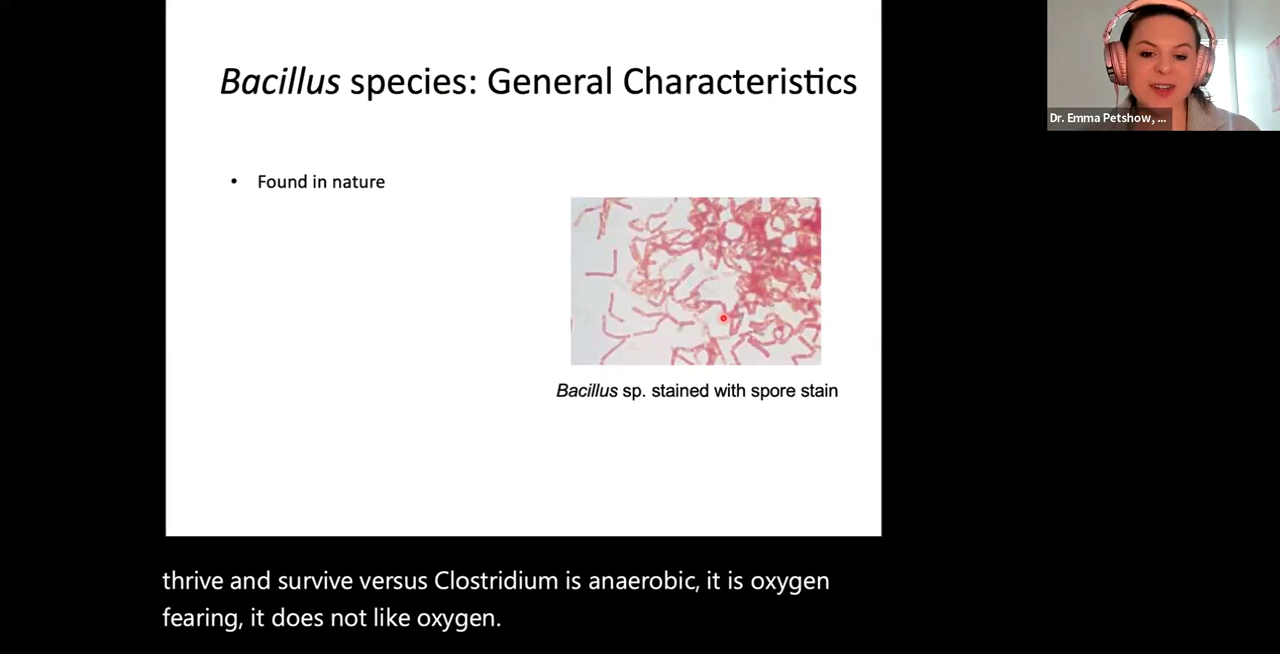 Bacillus species: General Characteristics
• Found in nature
Bacillus sp. stained with spore stain
Dr. Emma Petshow, ...
thrive and survive versus Clostridium is anaerobic, it is oxygen
fearing, it does not like oxygen.